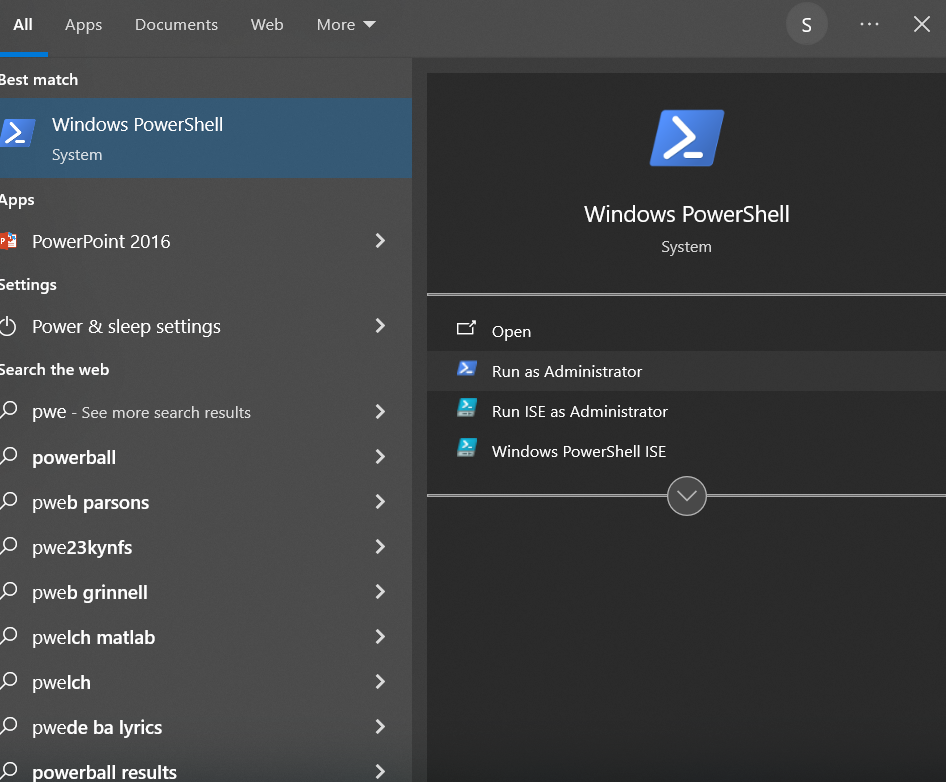 All Apps Documents Web More S
Best match
Windows PowerShell
System
Apps
PowerPoint 2016
Settings
Power & sleep settings
Search the web
pwe - See more search results
powerball
pweb parsons
pwe23kynfs
pweb grinnell
pwelch matlab
pwelch
pwede ba lyrics
powerball results
Windows PowerShell
System
Open
Run as Administrator
Run ISE as Administrator
Windows PowerShell ISE